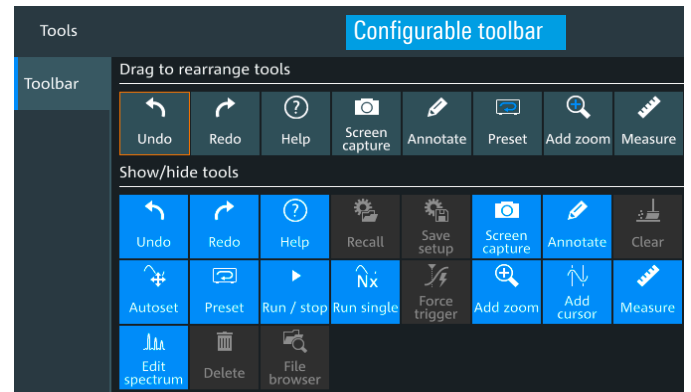 Tools
Configurable toolbar
Toolbar
Drag to rearrange tools
Undo
Redo
Help
Screen
capture
Annotate
Preset
Add zoom
Measure
Show/hide tools
Undo
Redo
Help
Recall
Save
setup
Screen
capture
Annotate
Clear
Autoset
Preset
Run / stop
Nx
Run single
Force
trigger
Add zoom
Add
cursor
Measure
Edit
spectrum
Delete
File
browser